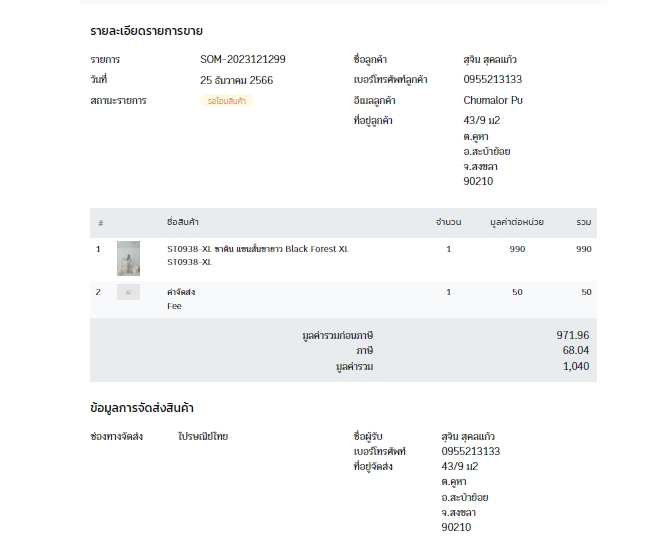 รายละเอียดรายการขาย
รายการ SOM-2023121299 ชื่อลูกค้า สุจิน สุคลแก้ว
วันที่ 25 ธันวาคม 2566 เบอร์โทรศัพท์ลูกค้า 0955213133
สถานะรายการ รอโอนสินค้า อีเมลลูกค้า Chumalor Pu
ที่อยู่ลูกค้า 43/9 ม2
ต.คูหา
อ.สะบ้าย้อย
จ.สงขลา
90210
# ชื่อสินค้า จำนวน มูลค่าต่อหน่วย รวม
1 ST0938-XL ซาติน แขนสั้นขายาว Black Forest XL 1 990 990
ST0938-XL
2 ค่าจัดส่ง 1 50 50
Fee
มูลค่ารวมก่อนภาษี 971.96
ภาษี 68.04
มูลค่ารวม 1,040
ข้อมูลการจัดส่งสินค้า
ช่องทางจัดส่ง ไปรษณีย์ไทย ชื่อผู้รับ สุจิน สุคลแก้ว
เบอร์โทรศัพท์ 0955213133
ที่อยู่จัดส่ง 43/9 ม2
ต.คูหา
อ.สะบ้าย้อย
จ.สงขลา
90210